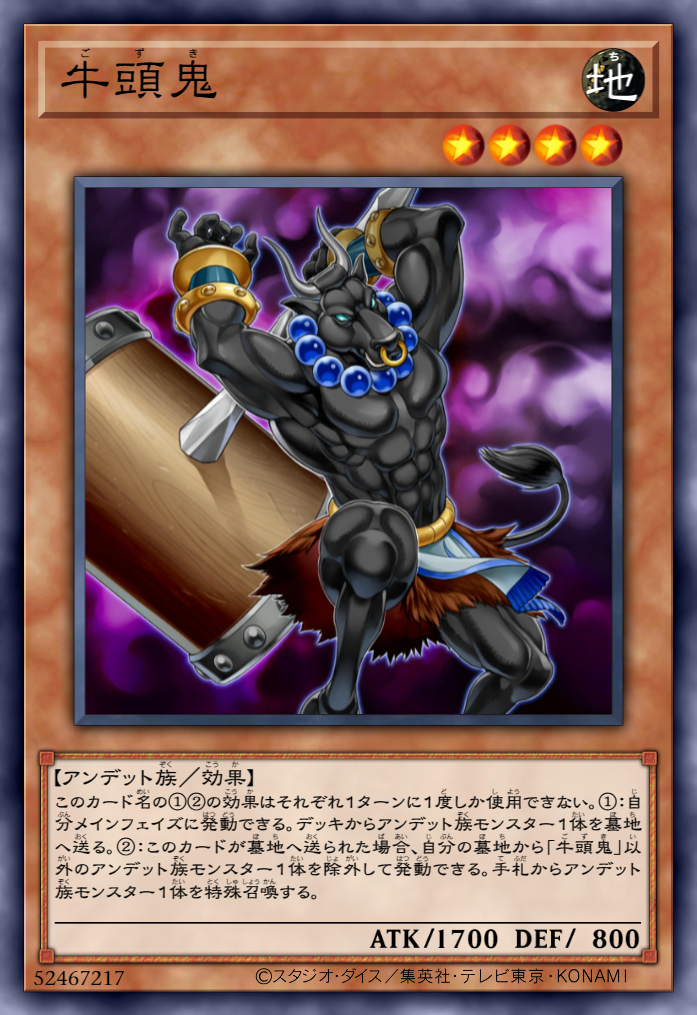 牛頭鬼
地
【アンデット族／効果】
このカード名の①②の効果はそれぞれ1ターンに1度しか使用できない。①：自
分メインフェイズに発動できる。デッキからアンデット族モンスター1体を墓地
へ送る。②：このカードが墓地へ送られた場合、自分の墓地から「牛頭鬼」以
外のアンデット族モンスター1体を除外して発動できる。手札からアンデット
族モンスター1体を特殊召喚する。
ATK/1700 DEF/ 800
52467217 ©スタジオ・ダイス／集英社・テレビ東京・KONAMI